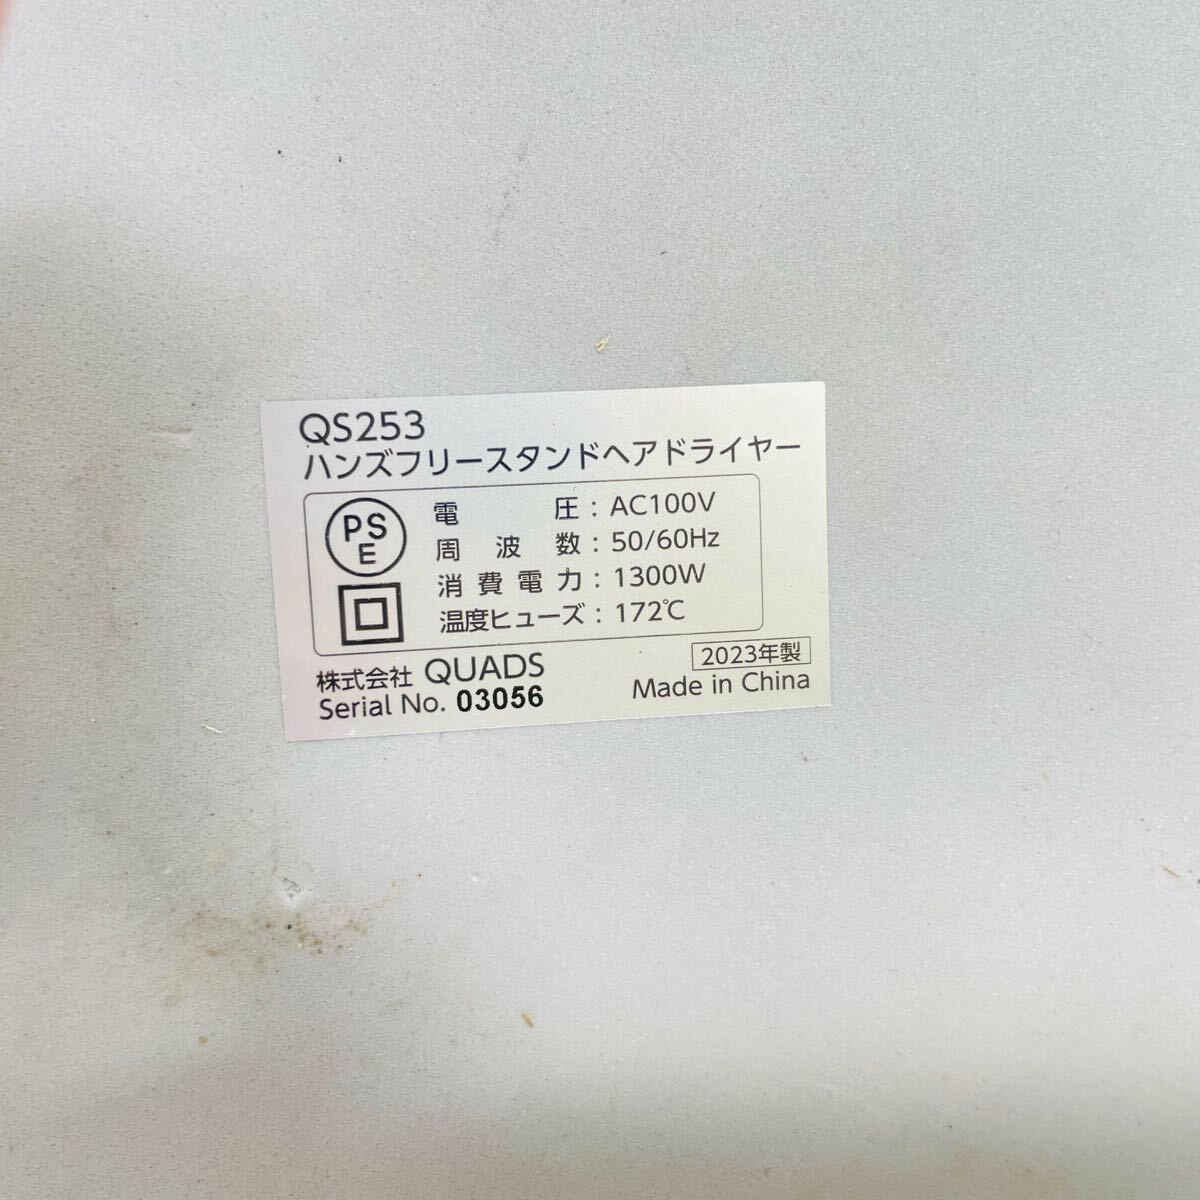 QS253
ハンズフリースタンドヘアドライヤー
PS
E
電圧：AC100V
周波数：50/60Hz
消費電力：1300W
温度ヒューズ：172℃
株式会社 QUADS
2023年製
Serial No. 03056
Made in China